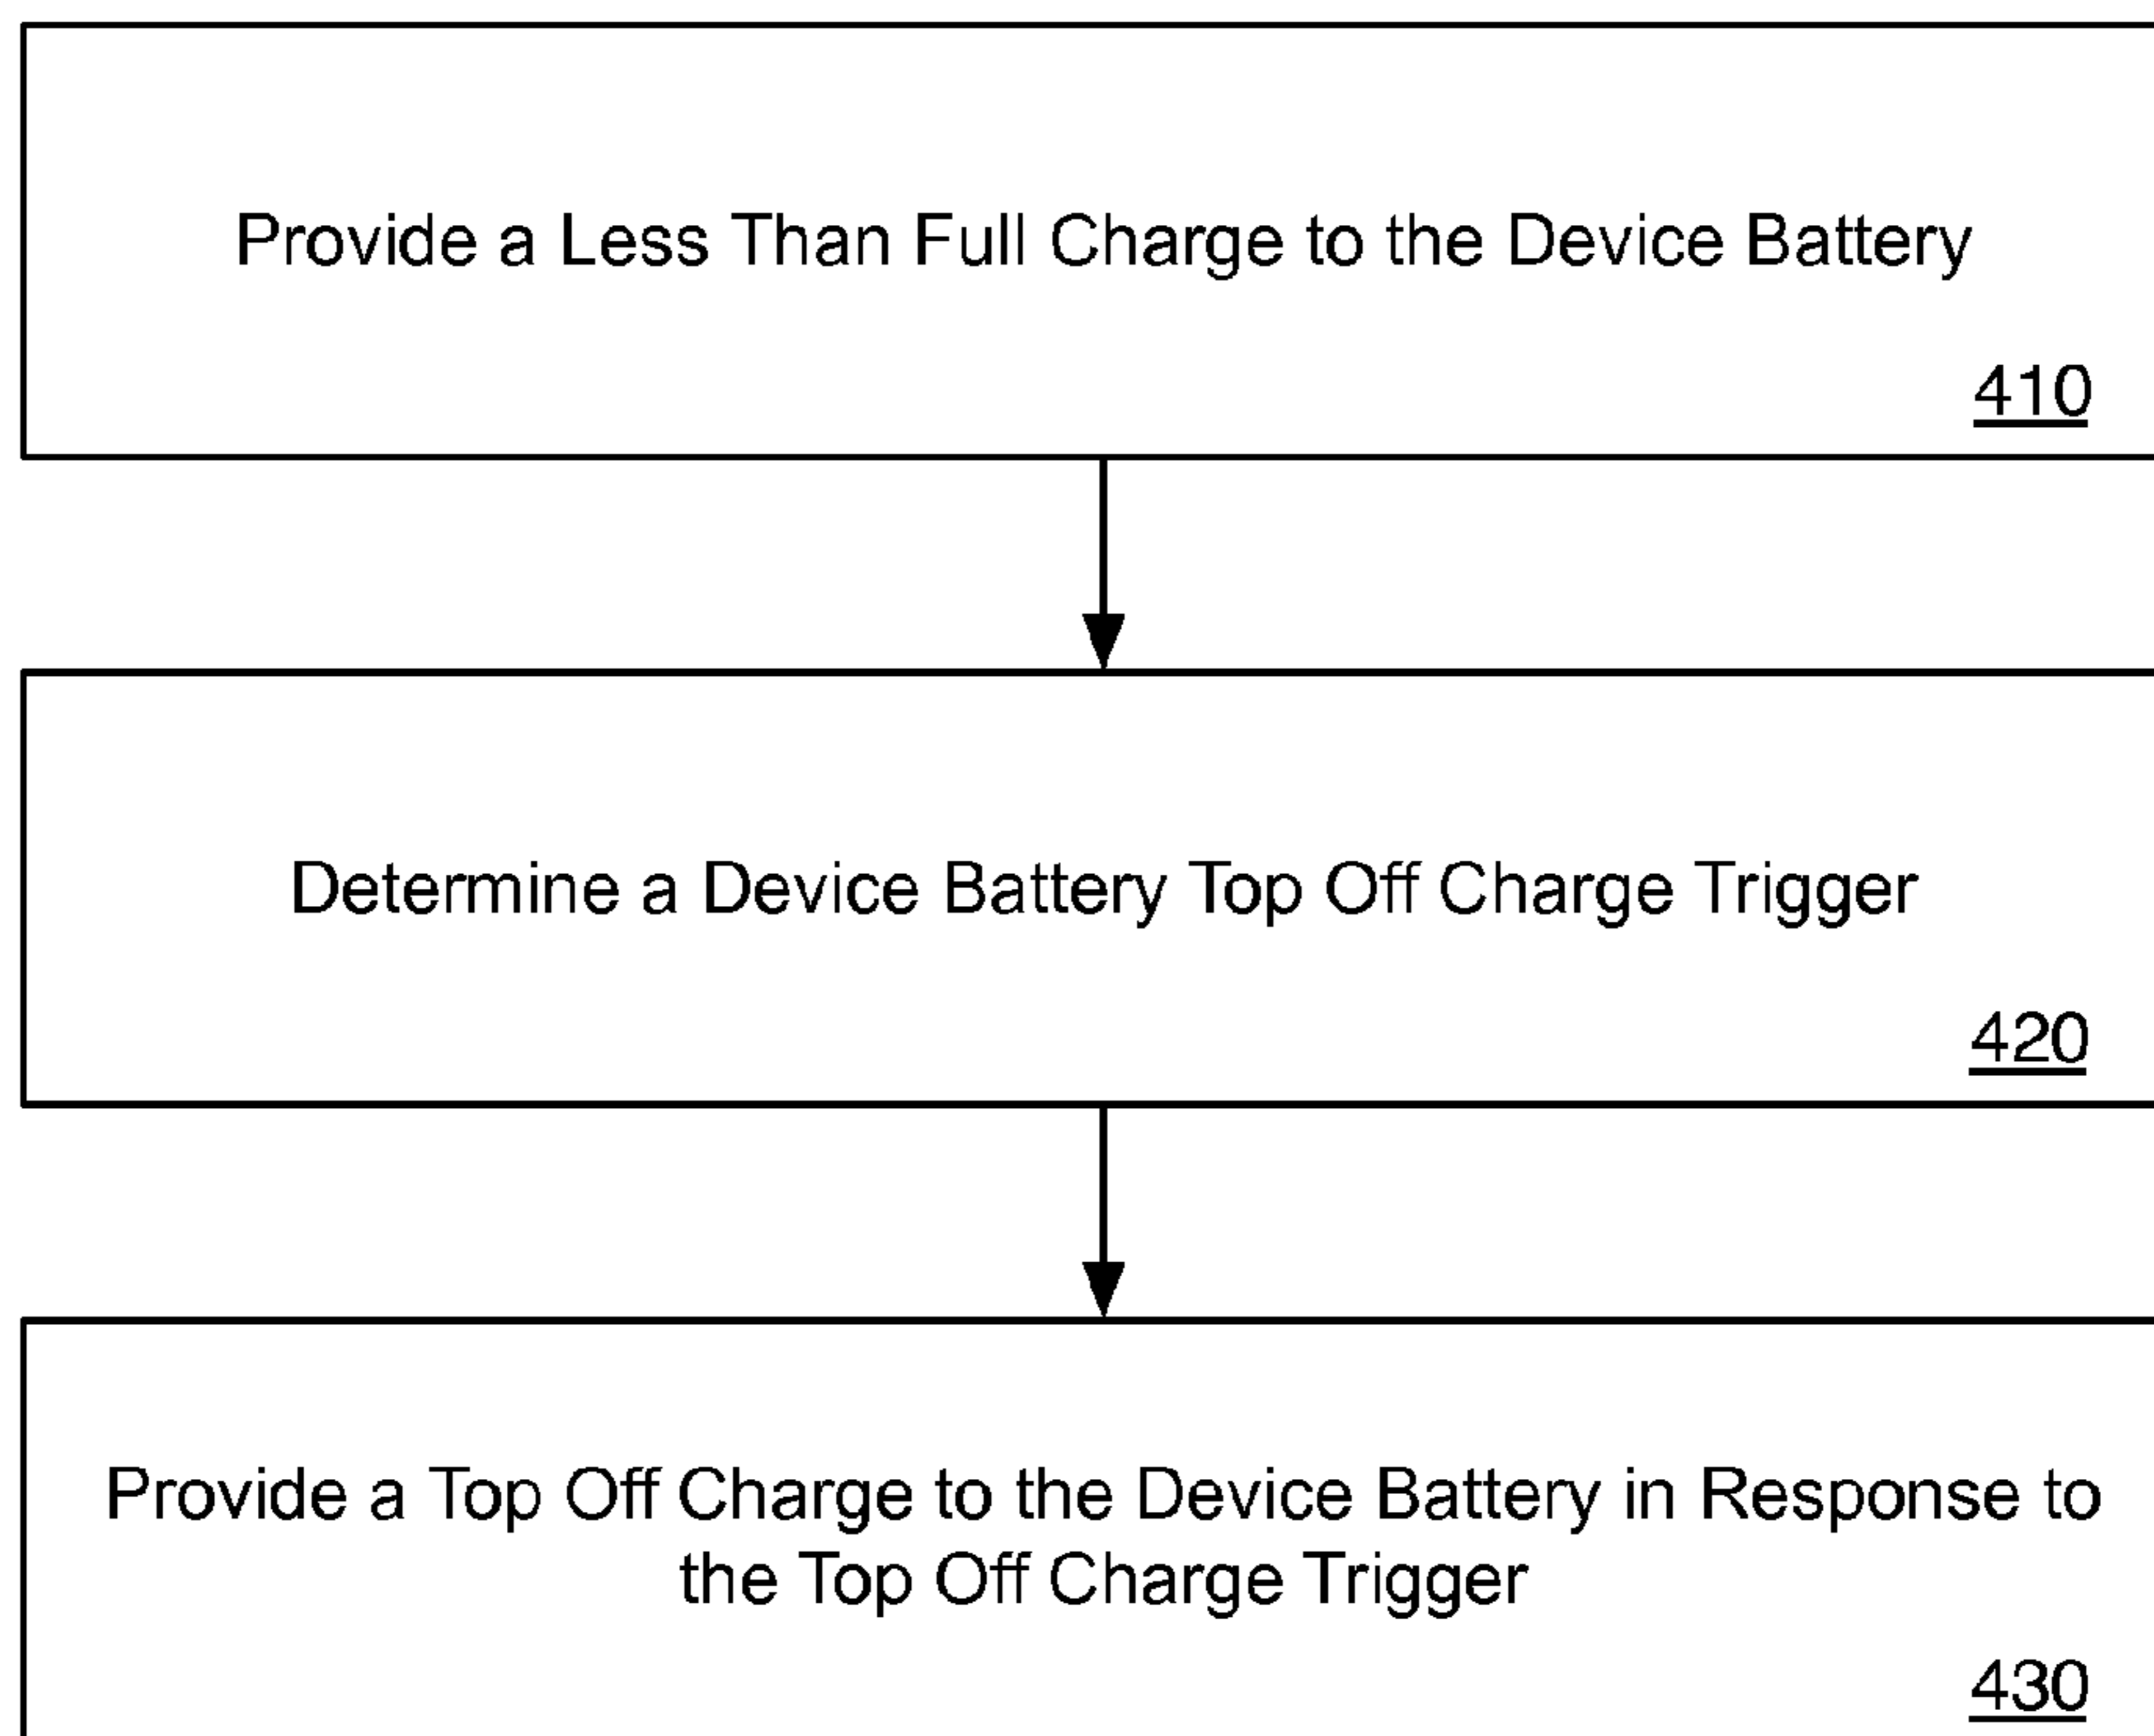 Provide a Less Than Full Charge to the Device Battery
410
Determine a Device Battery Top Off Charge Trigger
420
Provide a Top Off Charge to the Device Battery in Response to
the Top Off Charge Trigger
430